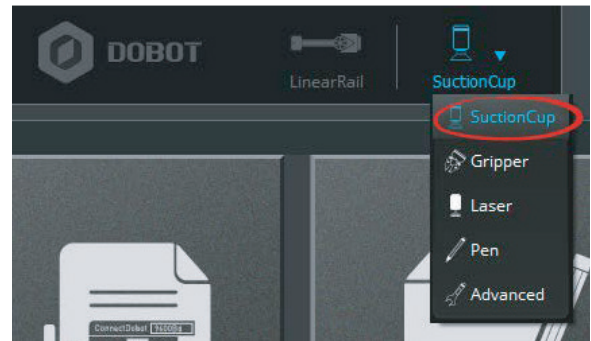 DOBOT
LinearRail
SuctionCup
SuctionCup
Gripper
Laser
Pen
Advanced
ConnectDobot